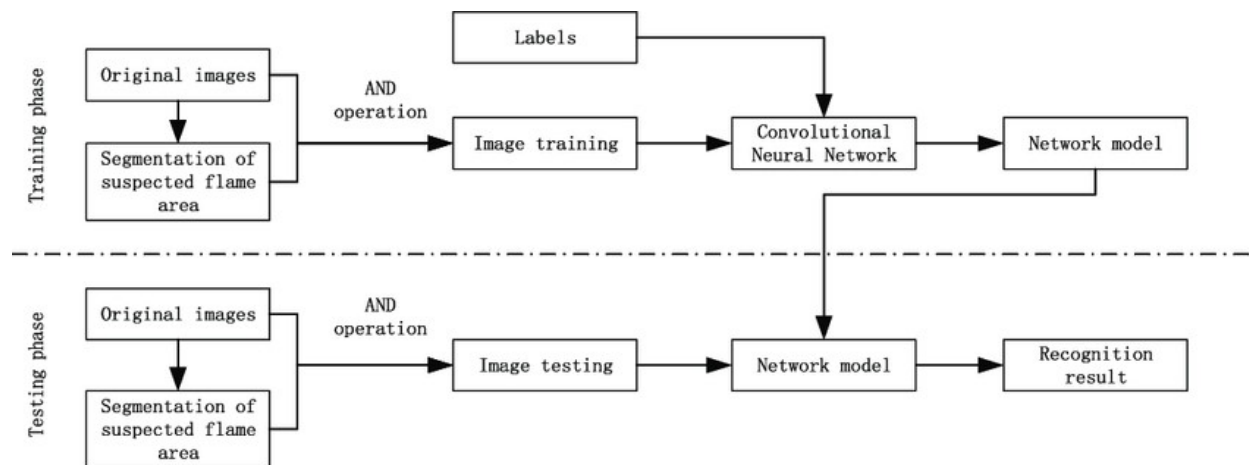 Training phase
Original images
Segmentation of
suspected flame
area
AND
operation
Labels
Image training
Convolutional
Neural Network
Network model
Testing phase
Original images
Segmentation of
suspected flame
area
AND
operation
Image testing
Network model
Recognition
result